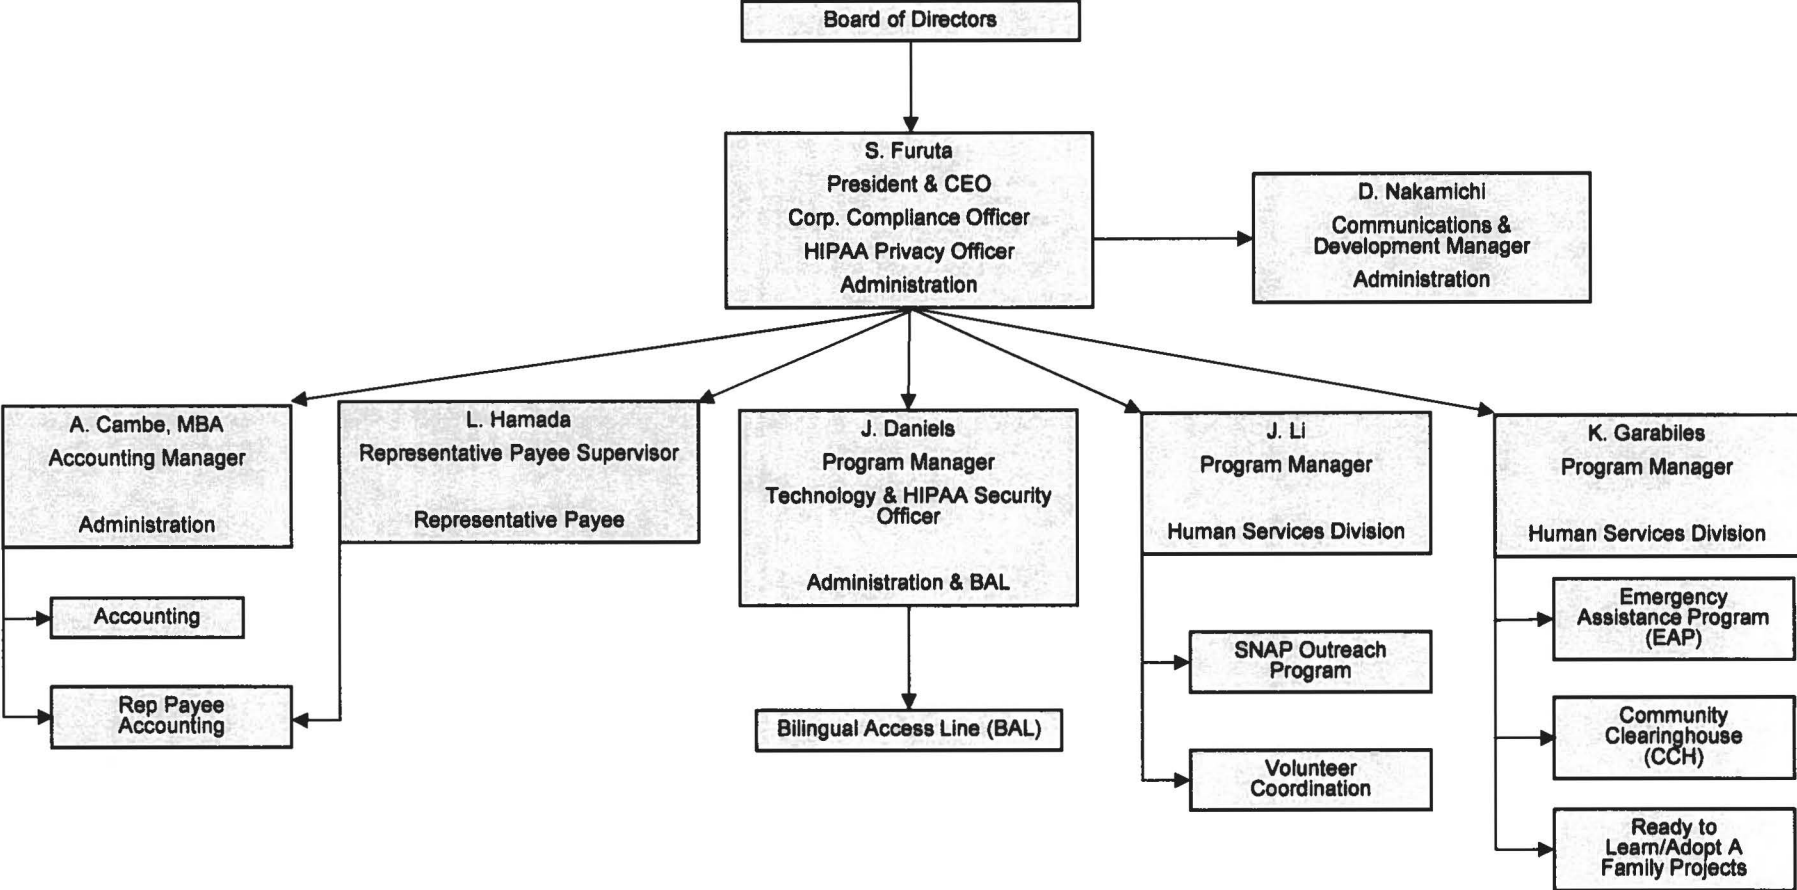 Board of Directors
S. Furuta
President & CEO
Corp. Compliance Officer
HIPAA Privacy Officer
Administration
D. Nakamichi
Communications &
Development Manager
Administration
A. Cambe, MBA
Accounting Manager
Administration
L. Hamada
Representative Payee Supervisor
Representative Payee
J. Daniels
Program Manager
Technology & HIPAA Security
Officer
Administration & BAL
J. Li
Program Manager
Human Services Division
K. Garabiles
Program Manager
Human Services Division
Accounting
Rep Payee
Accounting
Bilingual Access Line (BAL)
SNAP Outreach
Program
Volunteer
Coordination
Emergency
Assistance Program
(EAP)
Community
Clearinghouse
(CCH)
Ready to
Learn/Adopt A
Family Projects